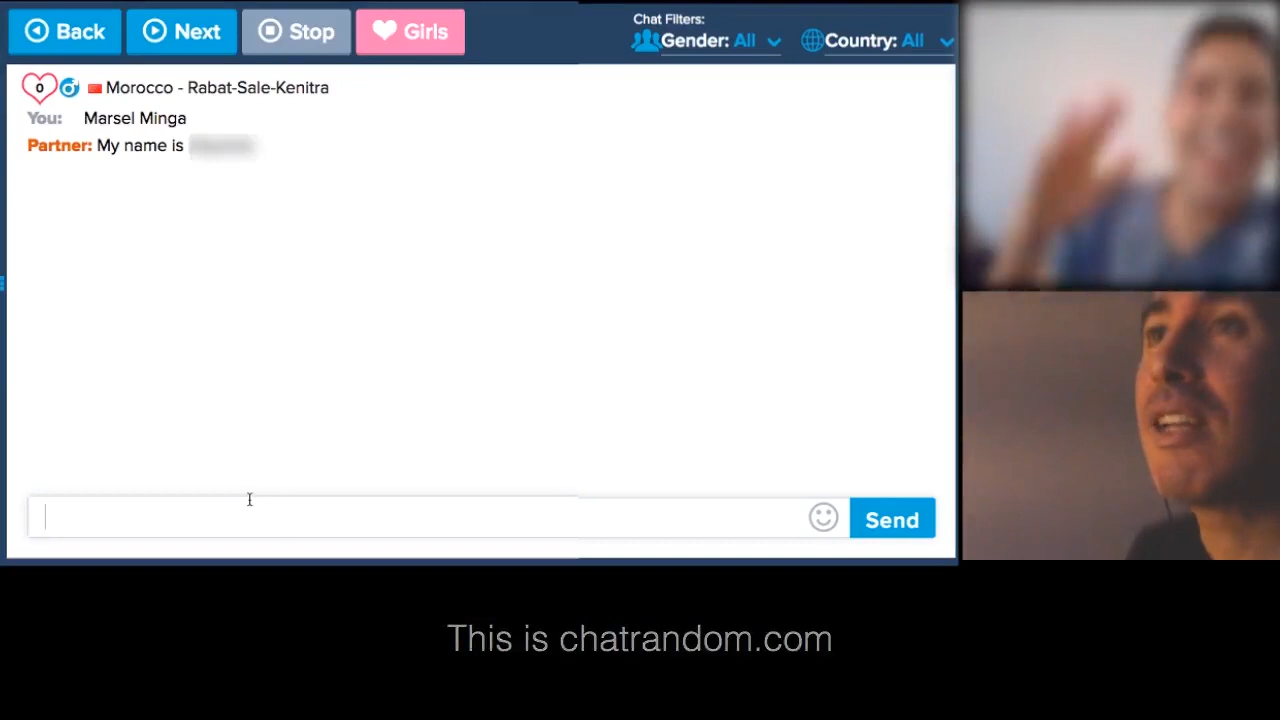 Back Next Stop Girls
Chat Filters:
Gender: All Country: All
0 Morocco - Rabat-Sale-Kenitra
You: Marsel Minga
Partner: My name is
Send
This is chatrandom.com